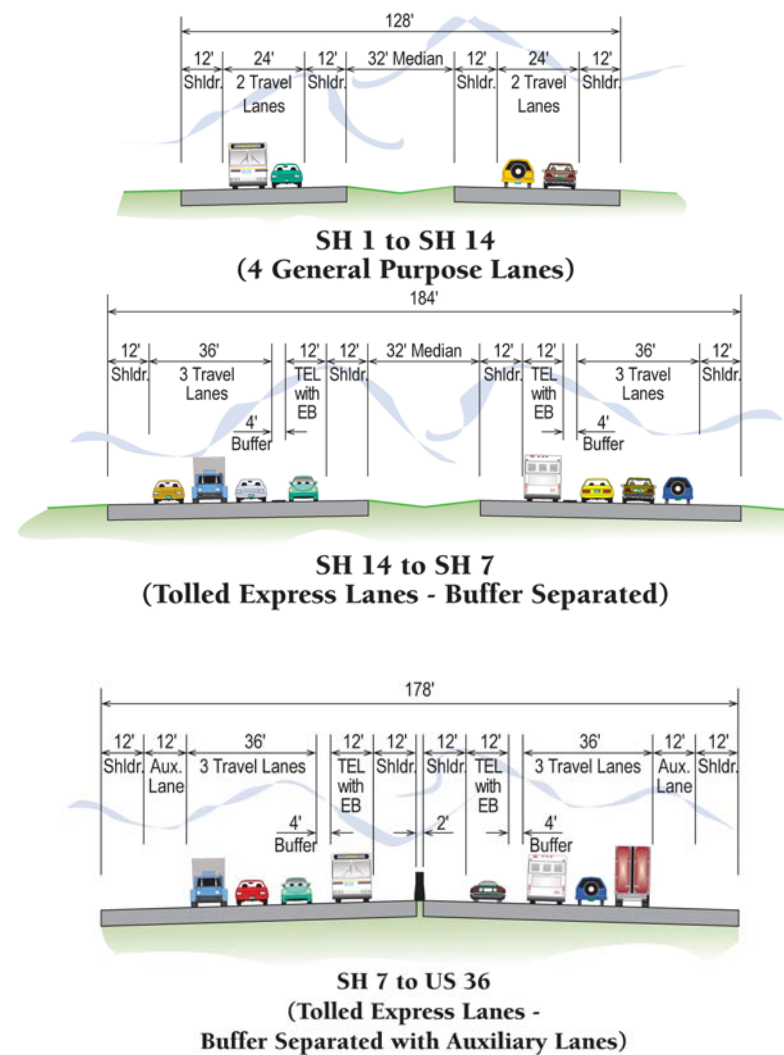 128'
12' 24' 12' 32' Median 12' 24' 12'
Shldr. 2 Travel Shldr. Shldr. 2 Travel Shldr.
Lanes Lanes
BUS
SH 1 to SH 14
(4 General Purpose Lanes)
184'
12' 36' 12' 12' 32' Median 12' 12' 36' 12'
Shldr. 3 Travel TEL Shldr. Shldr. TEL 3 Travel Shldr.
Lanes with with Lanes
EB EB
4' 4'
Buffer Buffer
SH 14 to SH 7
(Tolled Express Lanes - Buffer Separated)
178'
12' 12' 36' 12' 12' 12' 12' 36' 12' 12'
Shldr. Aux. 3 Travel Lanes TEL Shldr. Shldr. TEL 3 Travel Lanes Aux. Shldr.
Lane with with Lane
EB EB
4' 2' 4'
Buffer Buffer
SH 7 to US 36
(Tolled Express Lanes -
Buffer Separated with Auxiliary Lanes)